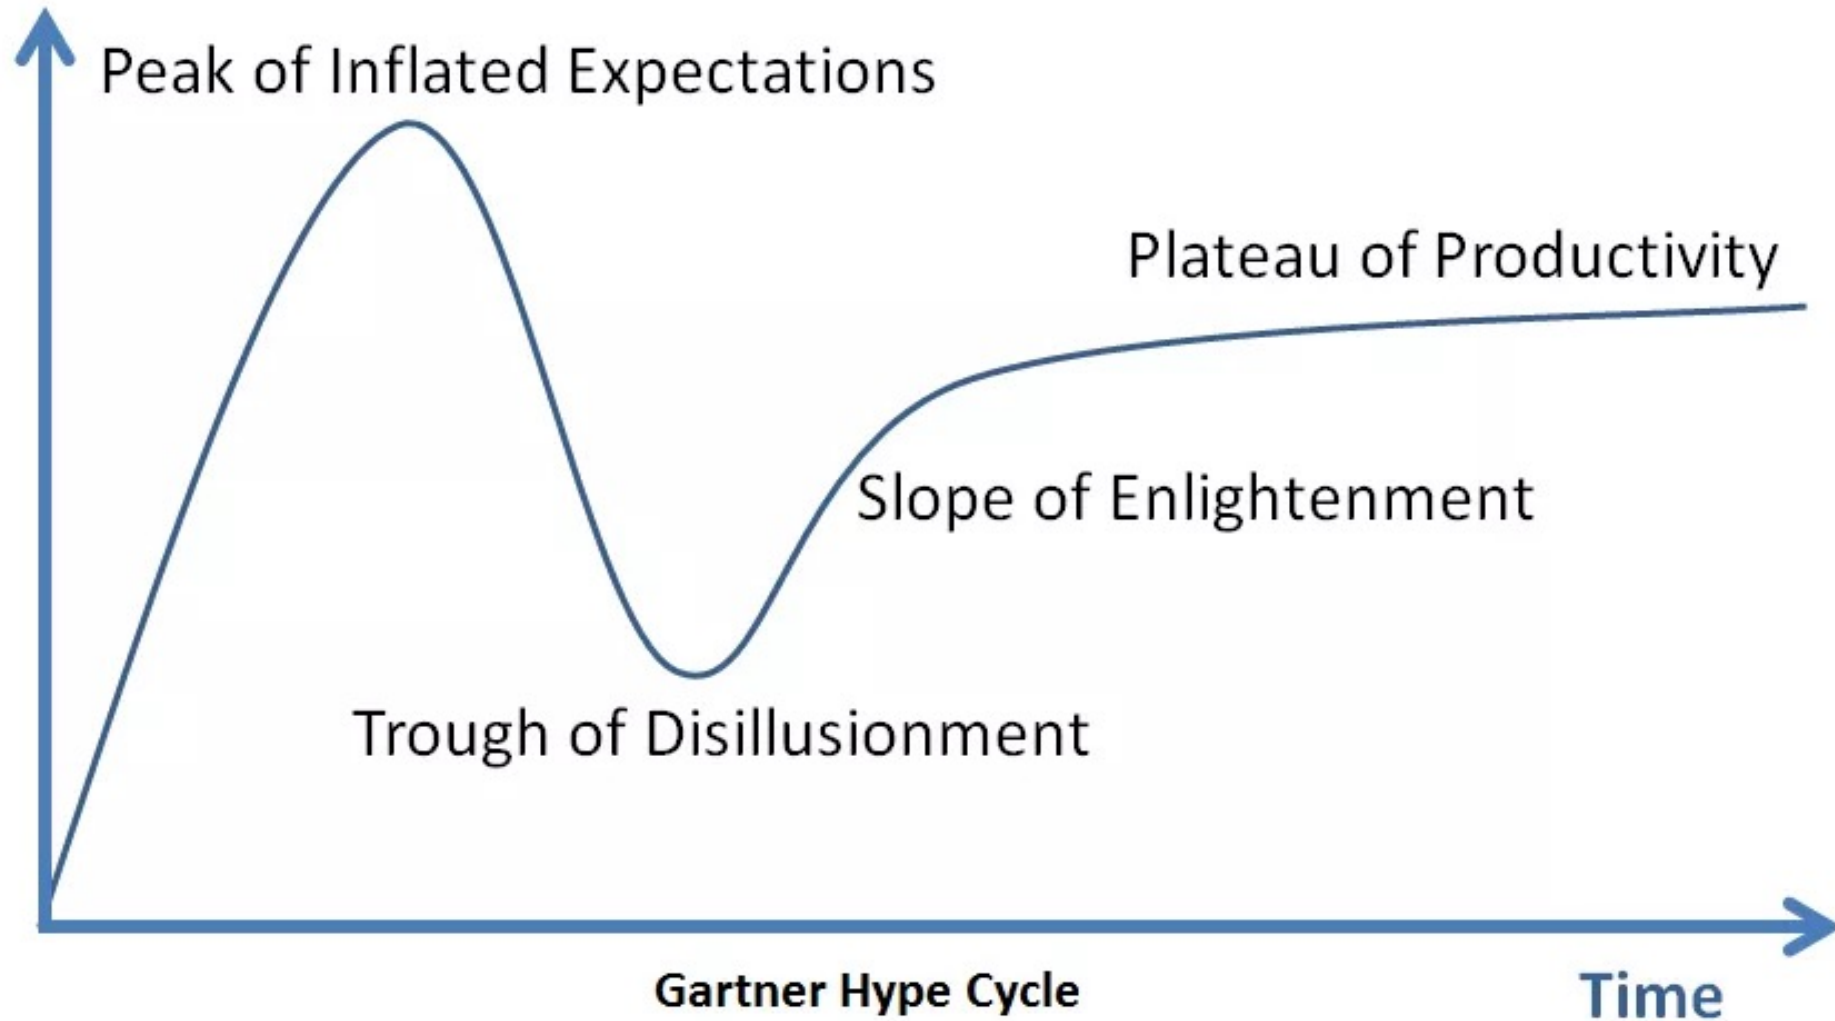 Peak of Inflated Expectations
Plateau of Productivity
Slope of Enlightenment
Trough of Disillusionment
Gartner Hype Cycle
Time